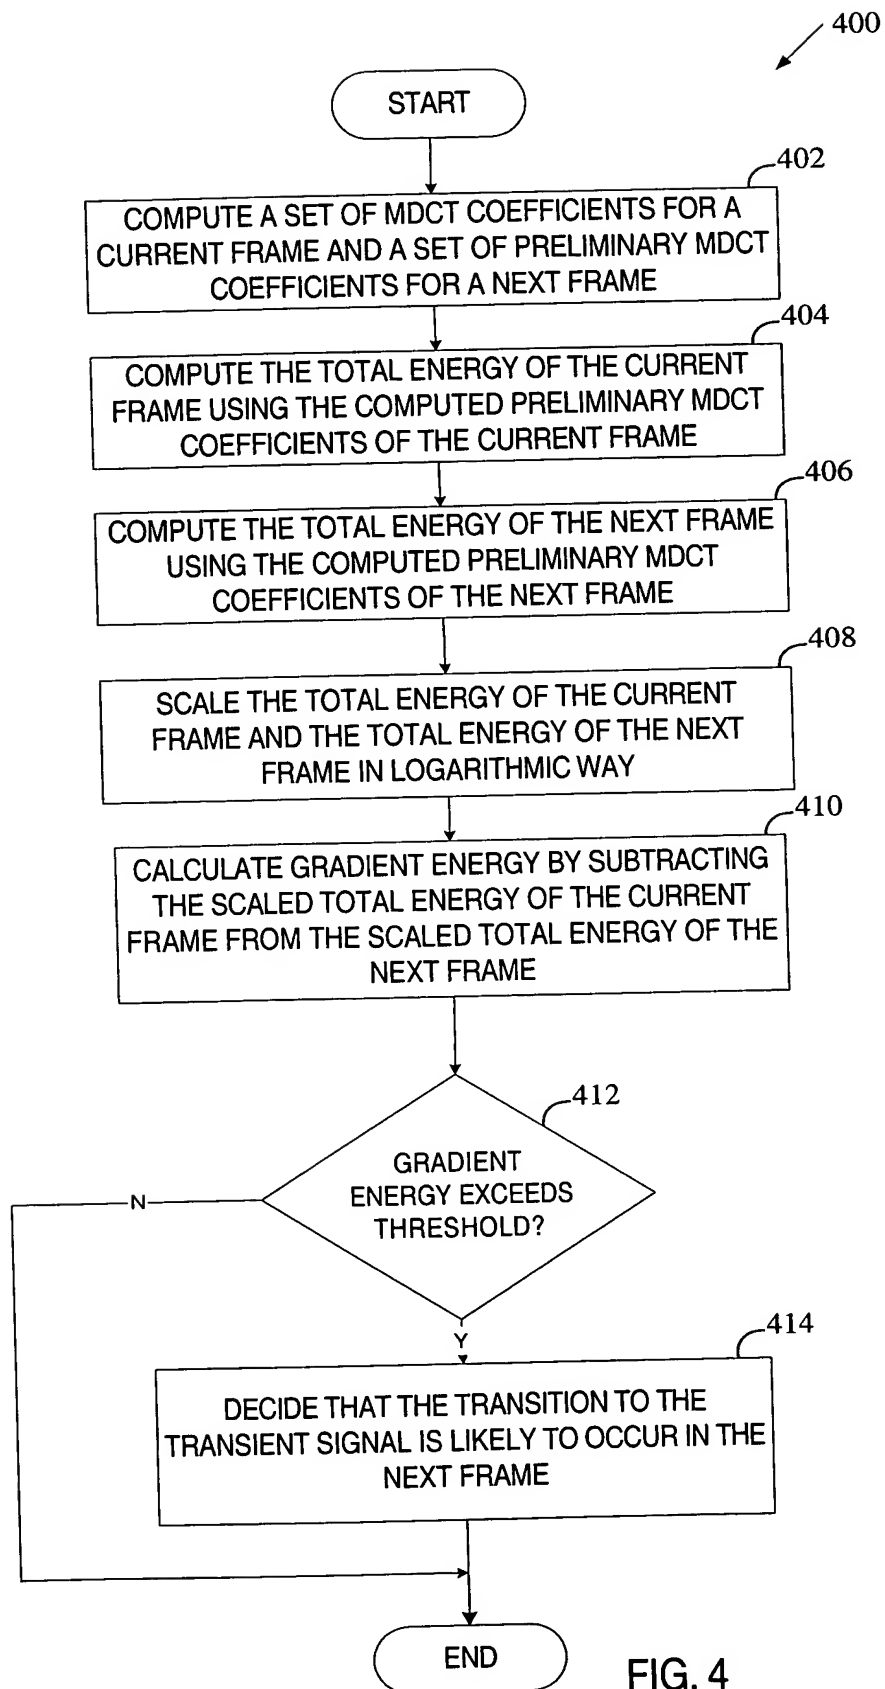 400
START
402
COMPUTE A SET OF MDCT COEFFICIENTS FOR A
CURRENT FRAME AND A SET OF PRELIMINARY MDCT
COEFFICIENTS FOR A NEXT FRAME
404
COMPUTE THE TOTAL ENERGY OF THE CURRENT
FRAME USING THE COMPUTED PRELIMINARY MDCT
COEFFICIENTS OF THE CURRENT FRAME
406
COMPUTE THE TOTAL ENERGY OF THE NEXT FRAME
USING THE COMPUTED PRELIMINARY MDCT
COEFFICIENTS OF THE NEXT FRAME
408
SCALE THE TOTAL ENERGY OF THE CURRENT
FRAME AND THE TOTAL ENERGY OF THE NEXT
FRAME IN LOGARITHMIC WAY
410
CALCULATE GRADIENT ENERGY BY SUBTRACTING
THE SCALED TOTAL ENERGY OF THE CURRENT
FRAME FROM THE SCALED TOTAL ENERGY OF THE
NEXT FRAME
412
GRADIENT
ENERGY EXCEEDS
THRESHOLD?
N
Y
414
DECIDE THAT THE TRANSITION TO THE
TRANSIENT SIGNAL IS LIKELY TO OCCUR IN THE
NEXT FRAME
END
FIG. 4